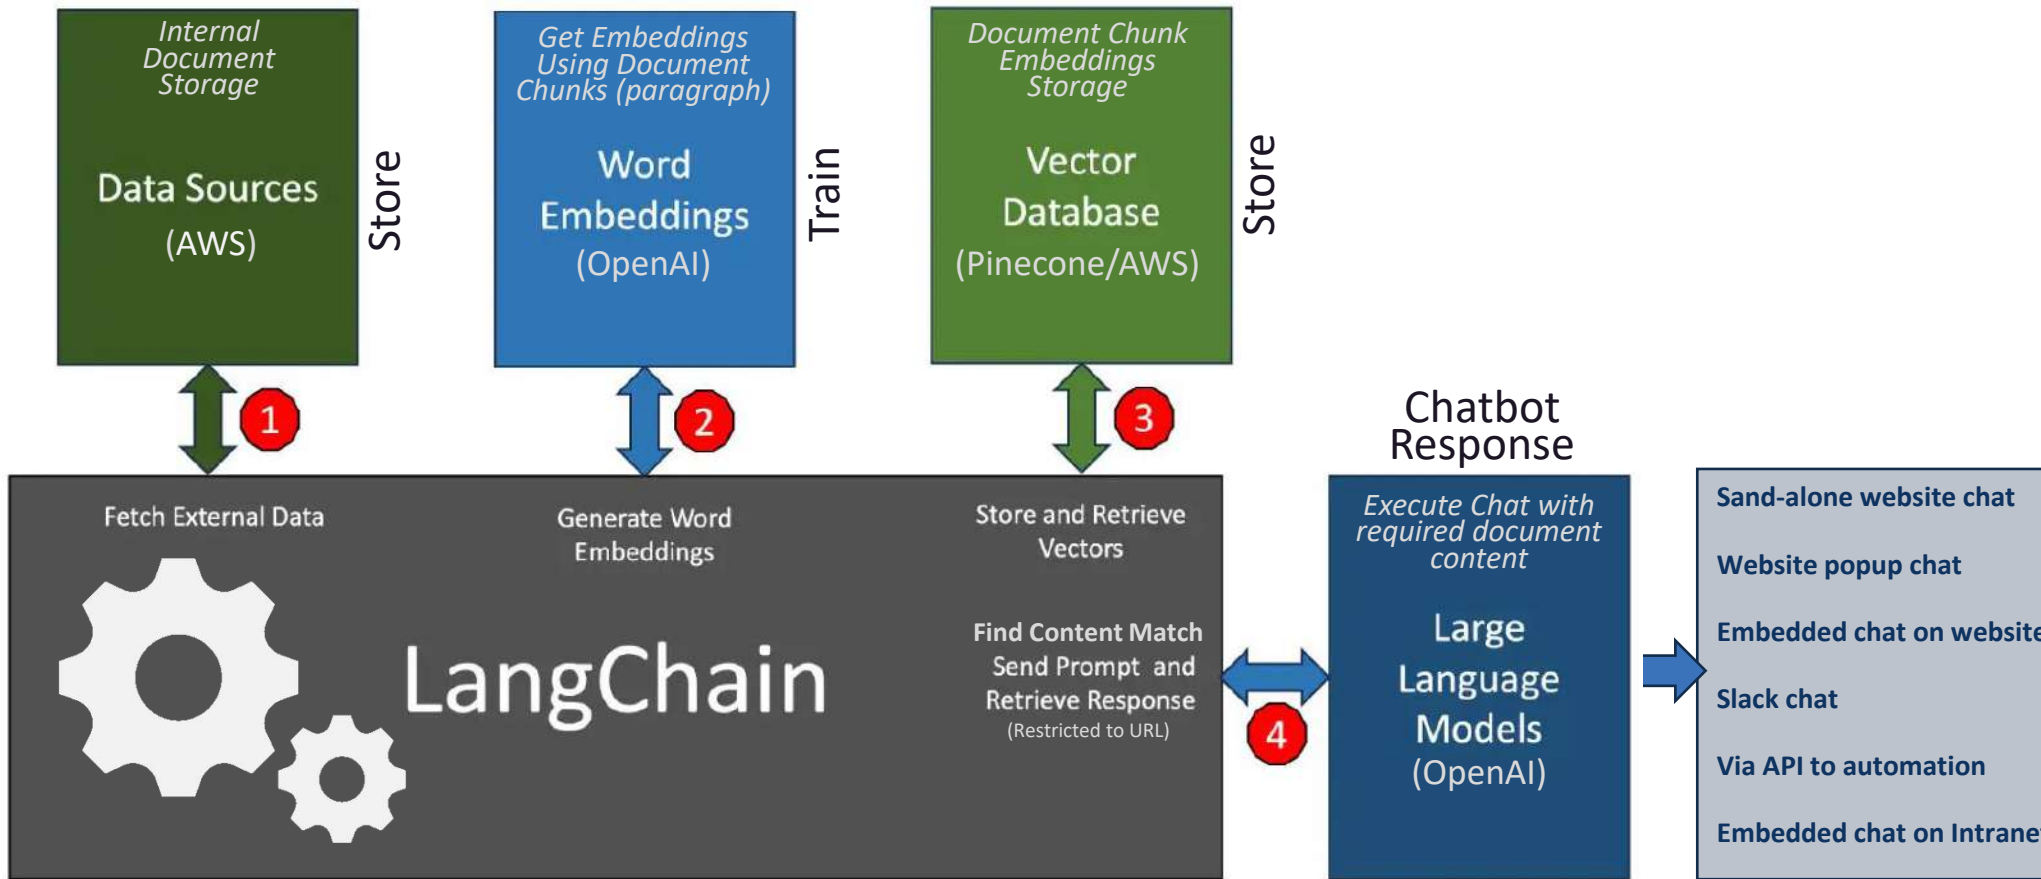 Internal
Document
Storage
Data Sources
(AWS)
Store
Get Embeddings
Using Document
Chunks (paragraph)
Word
Embeddings
(OpenAI)
Train
Document Chunk
Embeddings
Storage
Vector
Database
(Pinecone/AWS)
Store
1
2
3
Fetch External Data
Generate Word
Embeddings
Store and Retrieve
Vectors
LangChain
Find Content Match
Send Prompt and
Retrieve Response
(Restricted to URL)
4
Chatbot
Response
Execute Chat with
required document
content
Large
Language
Models
(OpenAI)
Sand-alone website chat
Website popup chat
Embedded chat on website
Slack chat
Via API to automation
Embedded chat on Intranet